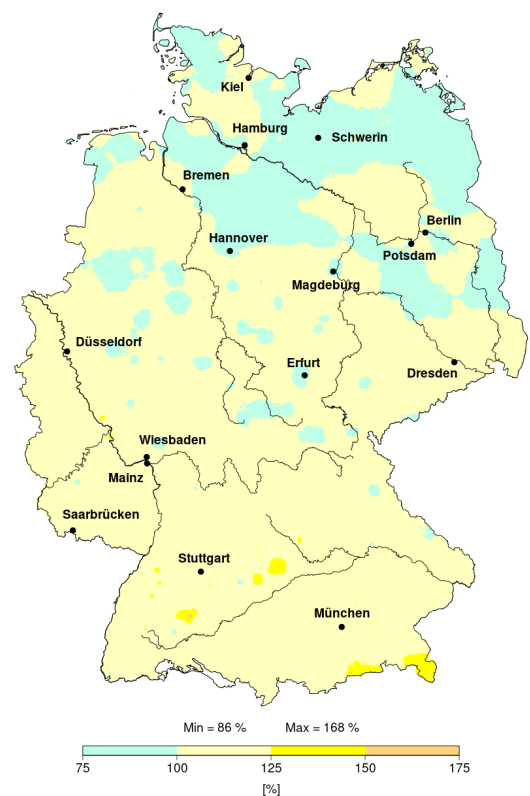 Kiel
Hamburg
Schwerin
Bremen
Berlin
Hannover
Potsdam
Magdeburg
Düsseldorf
Erfurt
Dresden
Wiesbaden
Mainz
Saarbrücken
Stuttgart
München
Min = 86 % Max = 168 %
75 100 125 150 175
[%]